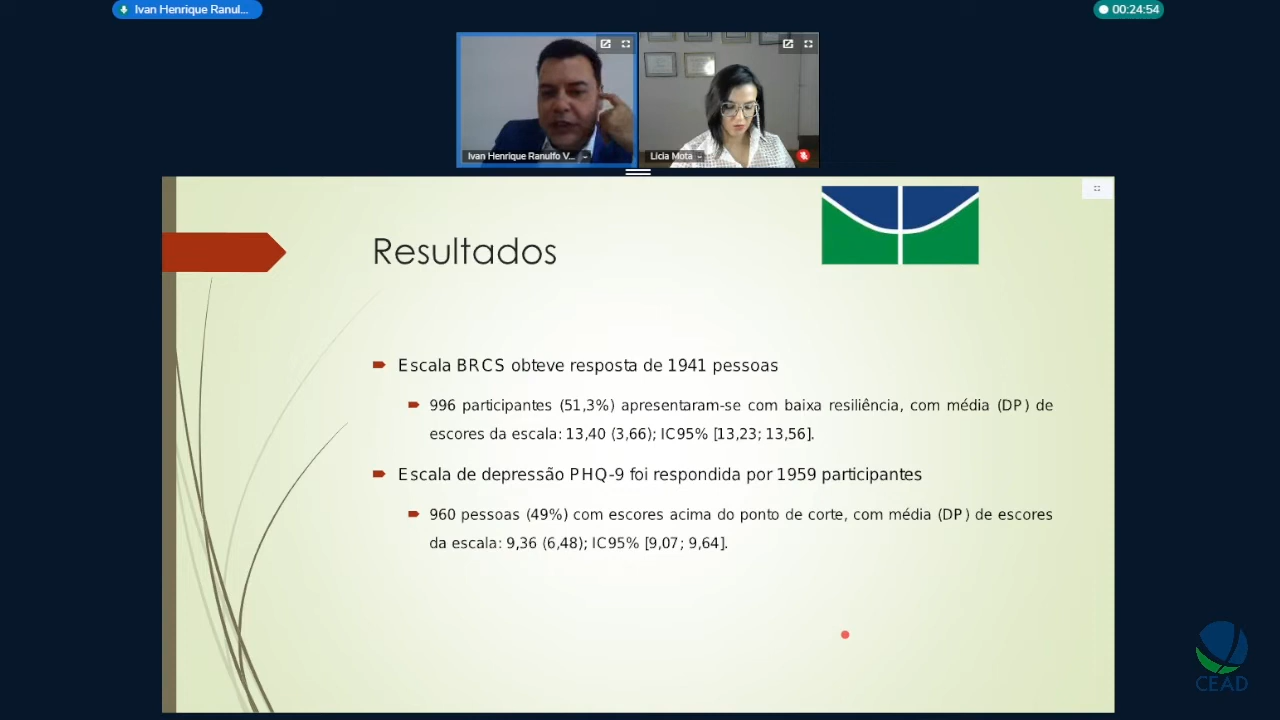 Ivan Henrique Ranul...
00:24:54
Ivan Henrique Ranulfo V...
Licia Mota
Resultados
Escala BRCS obteve resposta de 1941 pessoas
996 participantes (51,3%) apresentaram-se com baixa resiliência, com média (DP) de
escores da escala: 13,40 (3,66); IC95% [13,23; 13,56].
Escala de depressão PHQ-9 foi respondida por 1959 participantes
960 pessoas (49%) com escores acima do ponto de corte, com média (DP) de escores
da escala: 9,36 (6,48); IC95% [9,07; 9,64].
CEAD